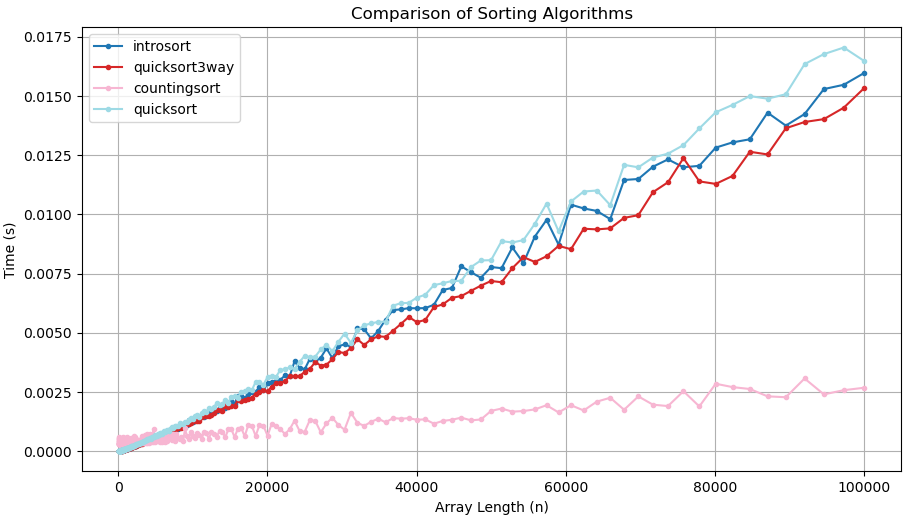 Comparison of Sorting Algorithms
introsort
quicksort3way
countingsort
quicksort
Time (s)
0.0175
0.0150
0.0125
0.0100
0.0075
0.0050
0.0025
0.0000
0 20000 40000 60000 80000 100000
Array Length (n)